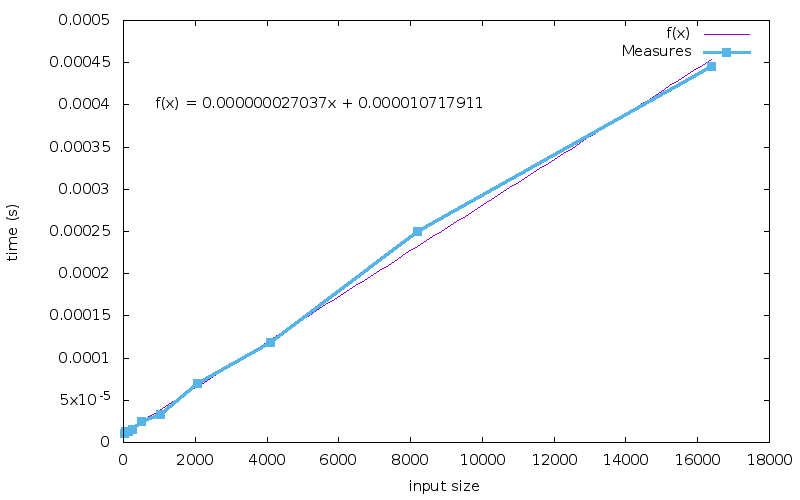 0.0005
f(x)
Measures
0.00045
f(x) = 0.000000027037x + 0.000010717911
0.0004
0.00035
0.0003
0.00025
time (s)
0.0002
0.00015
0.0001
5x10-5
0
0 2000 4000 6000 8000 10000 12000 14000 16000 18000
input size